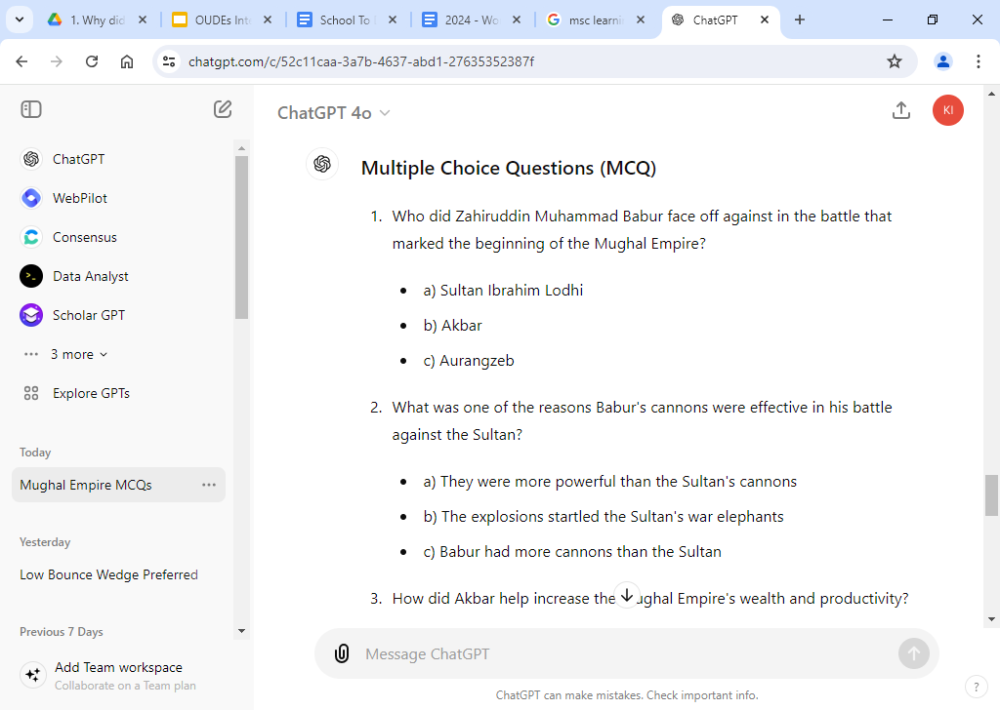 1. Why did
OUDEs Int
School To
2024 - Wo
msc learni
ChatGPT
chatgpt.com/c/52c11caa-3a7b-4637-abd1-27635352387f
ChatGPT 4o
KI
ChatGPT
WebPilot
Consensus
Data Analyst
Scholar GPT
3 more
Explore GPTs
Today
Mughal Empire MCQs
Yesterday
Low Bounce Wedge Preferred
Previous 7 Days
Add Team workspace
Collaborate on a Team plan
Multiple Choice Questions (MCQ)
1. Who did Zahiruddin Muhammad Babur face off against in the battle that
marked the beginning of the Mughal Empire?
• a) Sultan Ibrahim Lodhi
• b) Akbar
• c) Aurangzeb
2. What was one of the reasons Babur's cannons were effective in his battle
against the Sultan?
• a) They were more powerful than the Sultan's cannons
• b) The explosions startled the Sultan's war elephants
• c) Babur had more cannons than the Sultan
3. How did Akbar help increase the Mughal Empire's wealth and productivity?
Message ChatGPT
ChatGPT can make mistakes. Check important info.
?